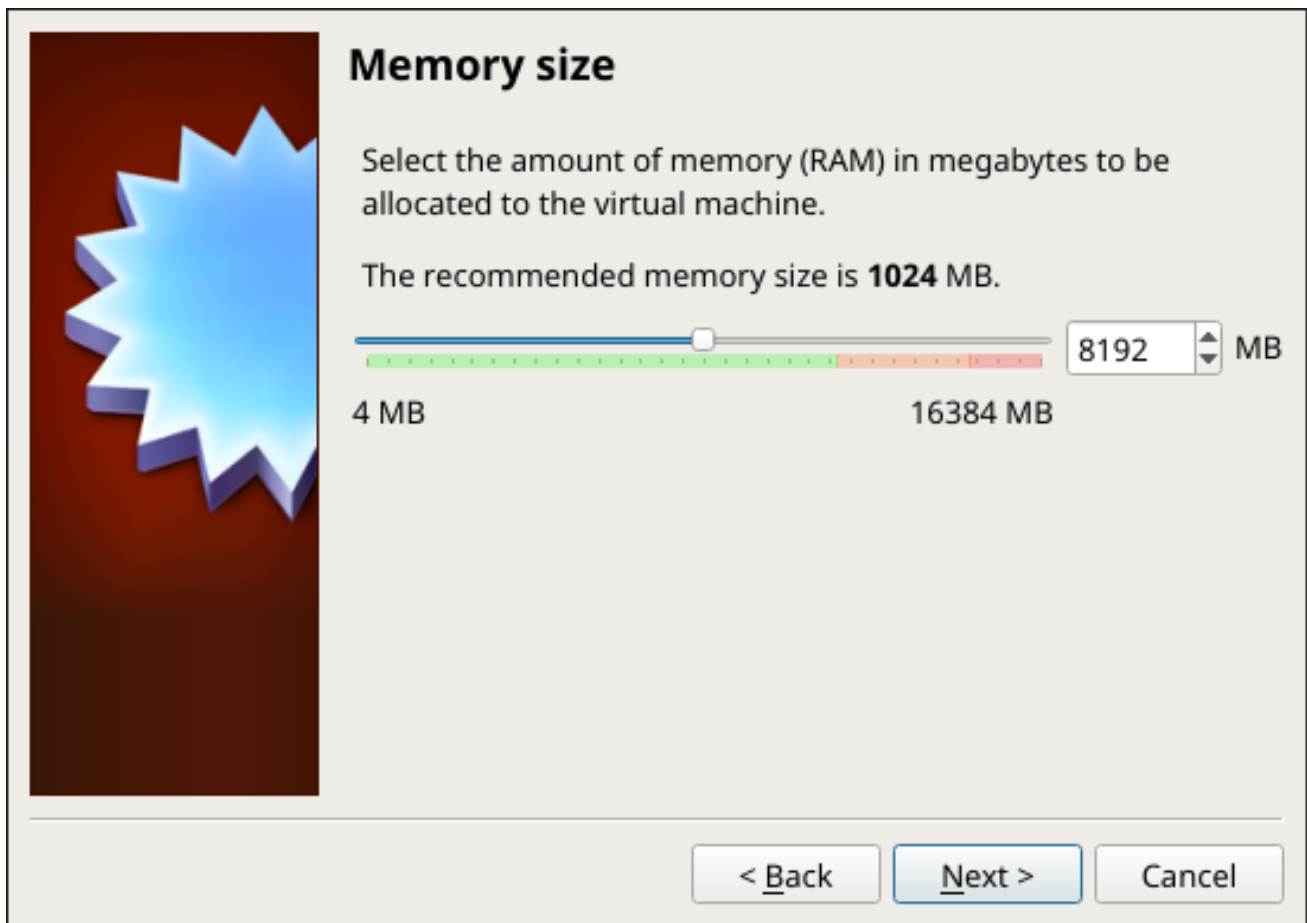 Memory size
Select the amount of memory (RAM) in megabytes to be
allocated to the virtual machine.
The recommended memory size is 1024 MB.
8192 MB
4 MB 16384 MB
< Back Next > Cancel